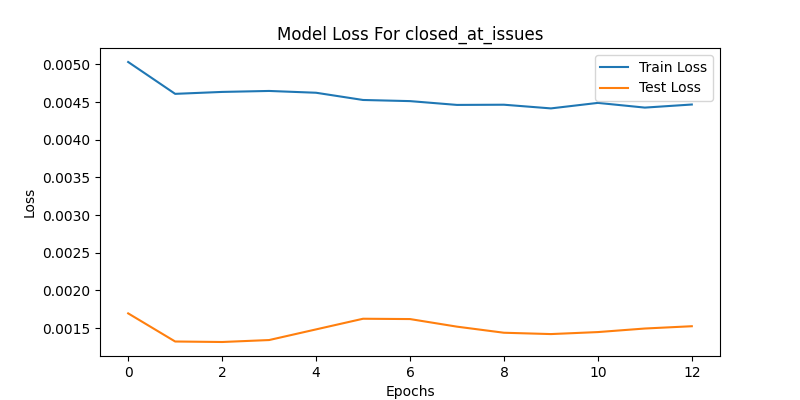 Model Loss For closed_at_issues
Train Loss
Test Loss
0.0050
0.0045
0.0040
0.0035
0.0030
0.0025
0.0020
0.0015
Loss
0 2 4 6 8 10 12
Epochs